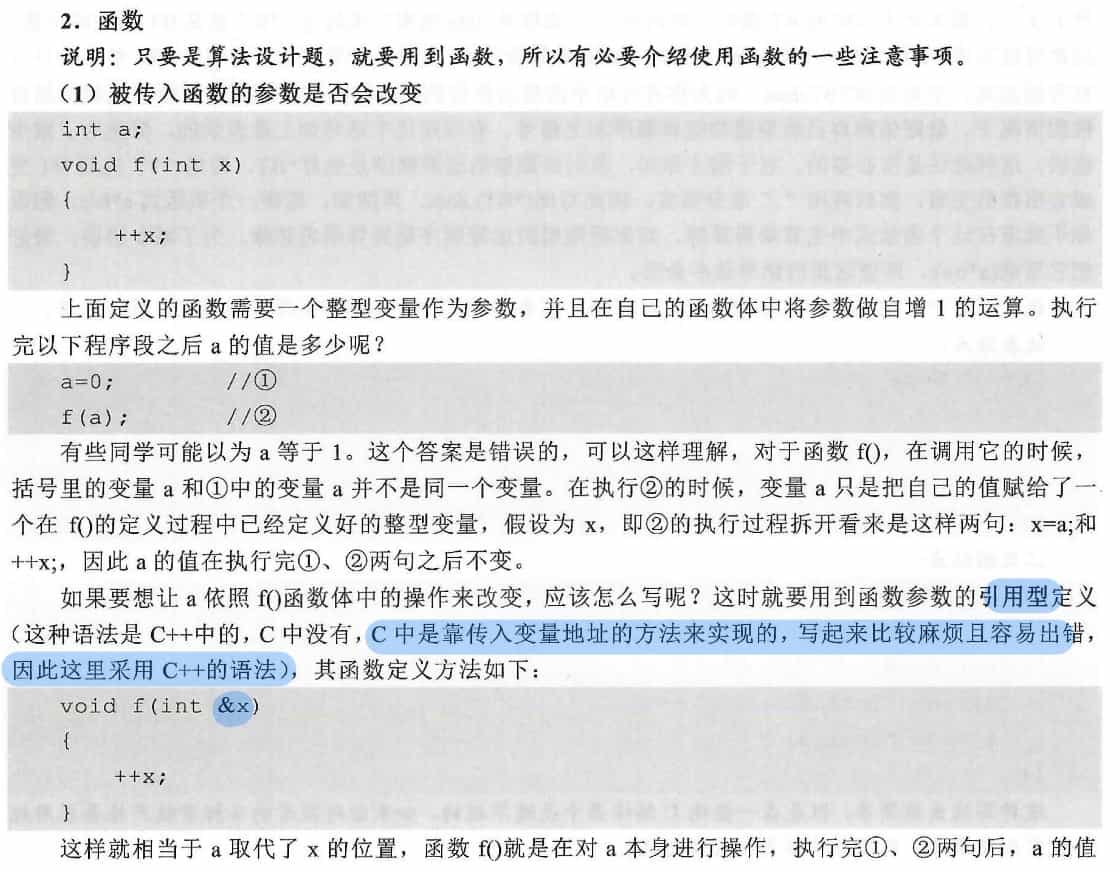 2．函数
说明：只要是算法设计题，就要用到函数，所以有必要介绍使用函数的一些注意事项。
（1）被传入函数的参数是否会改变
int a;
void f(int x)
{
++x;
}
上面定义的函数需要一个整型变量作为参数，并且在自己的函数体中将参数做自增 1 的运算。执行
完以下程序段之后 a 的值是多少呢？
a=0; //①
f(a); //②
有些同学可能以为 a 等于 1。这个答案是错误的，可以这样理解，对于函数 f()，在调用它的时候，
括号里的变量 a 和①中的变量 a 并不是同一个变量。在执行②的时候，变量 a 只是把自己的值赋给了一
个在 f()的定义过程中已经定义好的整型变量，假设为 x，即②的执行过程拆开看来是这样两句：x=a;和
++x;，因此 a 的值在执行完①、②两句之后不变。
如果要想让 a 依照 f()函数体中的操作来改变，应该怎么写呢？这时就要用到函数参数的引用型定义
（这种语法是 C++中的，C 中没有，C 中是靠传入变量地址的方法来实现的，写起来比较麻烦且容易出错，
因此这里采用 C++的语法），其函数定义方法如下：
void f(int &x)
{
++x;
}
这样就相当于 a 取代了 x 的位置，函数 f()就是在对 a 本身进行操作，执行完①、②两句后，a 的值